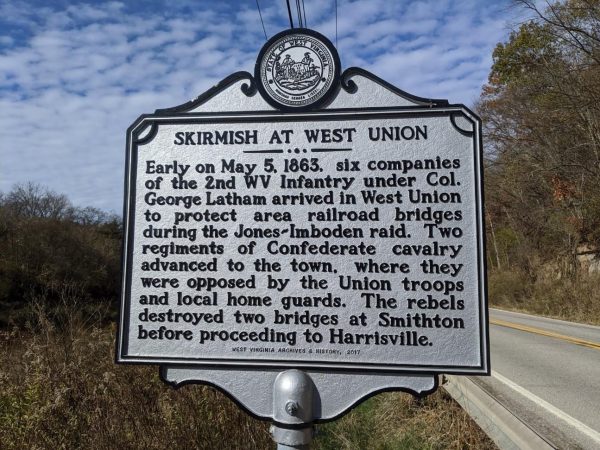 STATE OF WEST VIRGINIA
SKIRMISH AT WEST UNION
Early on May 5, 1863, six companies
of the 2nd WV Infantry under Col.
George Latham arrived in West Union
to protect area railroad bridges
during the Jones-Imboden raid. Two
regiments of Confederate cavalry
advanced to the town, where they
were opposed by the Union troops
and local home guards. The rebels
destroyed two bridges at Smithton
before proceeding to Harrisville.
WEST VIRGINIA ARCHIVES & HISTORY, 2017